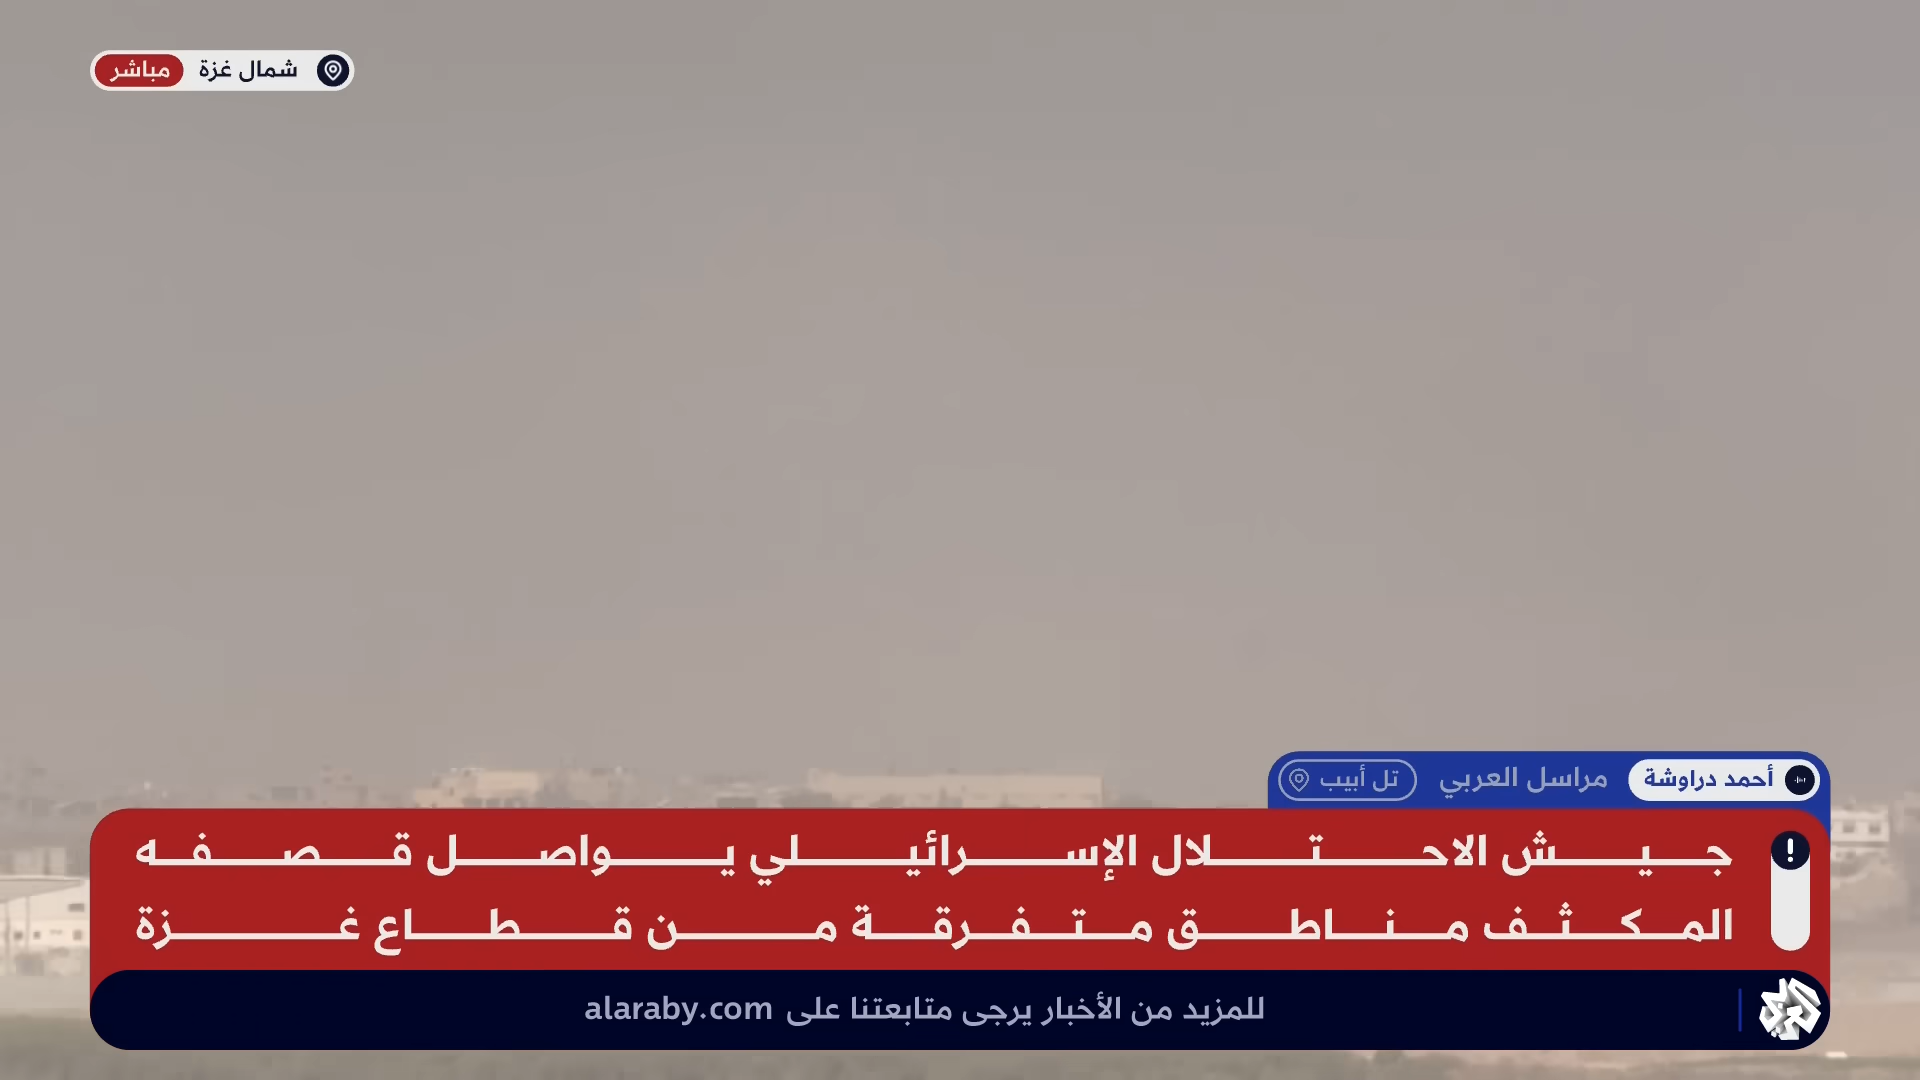 شمال غزة مباشر
أحمد دراوشة مراسل العربي تل أبيب
جيش الاحتلال الإسرائيلي يواصل قصفه
المكثف مناطق متفرقة من قطاع غزة
للمزيد من الأخبار يرجى متابعتنا على alaraby.com